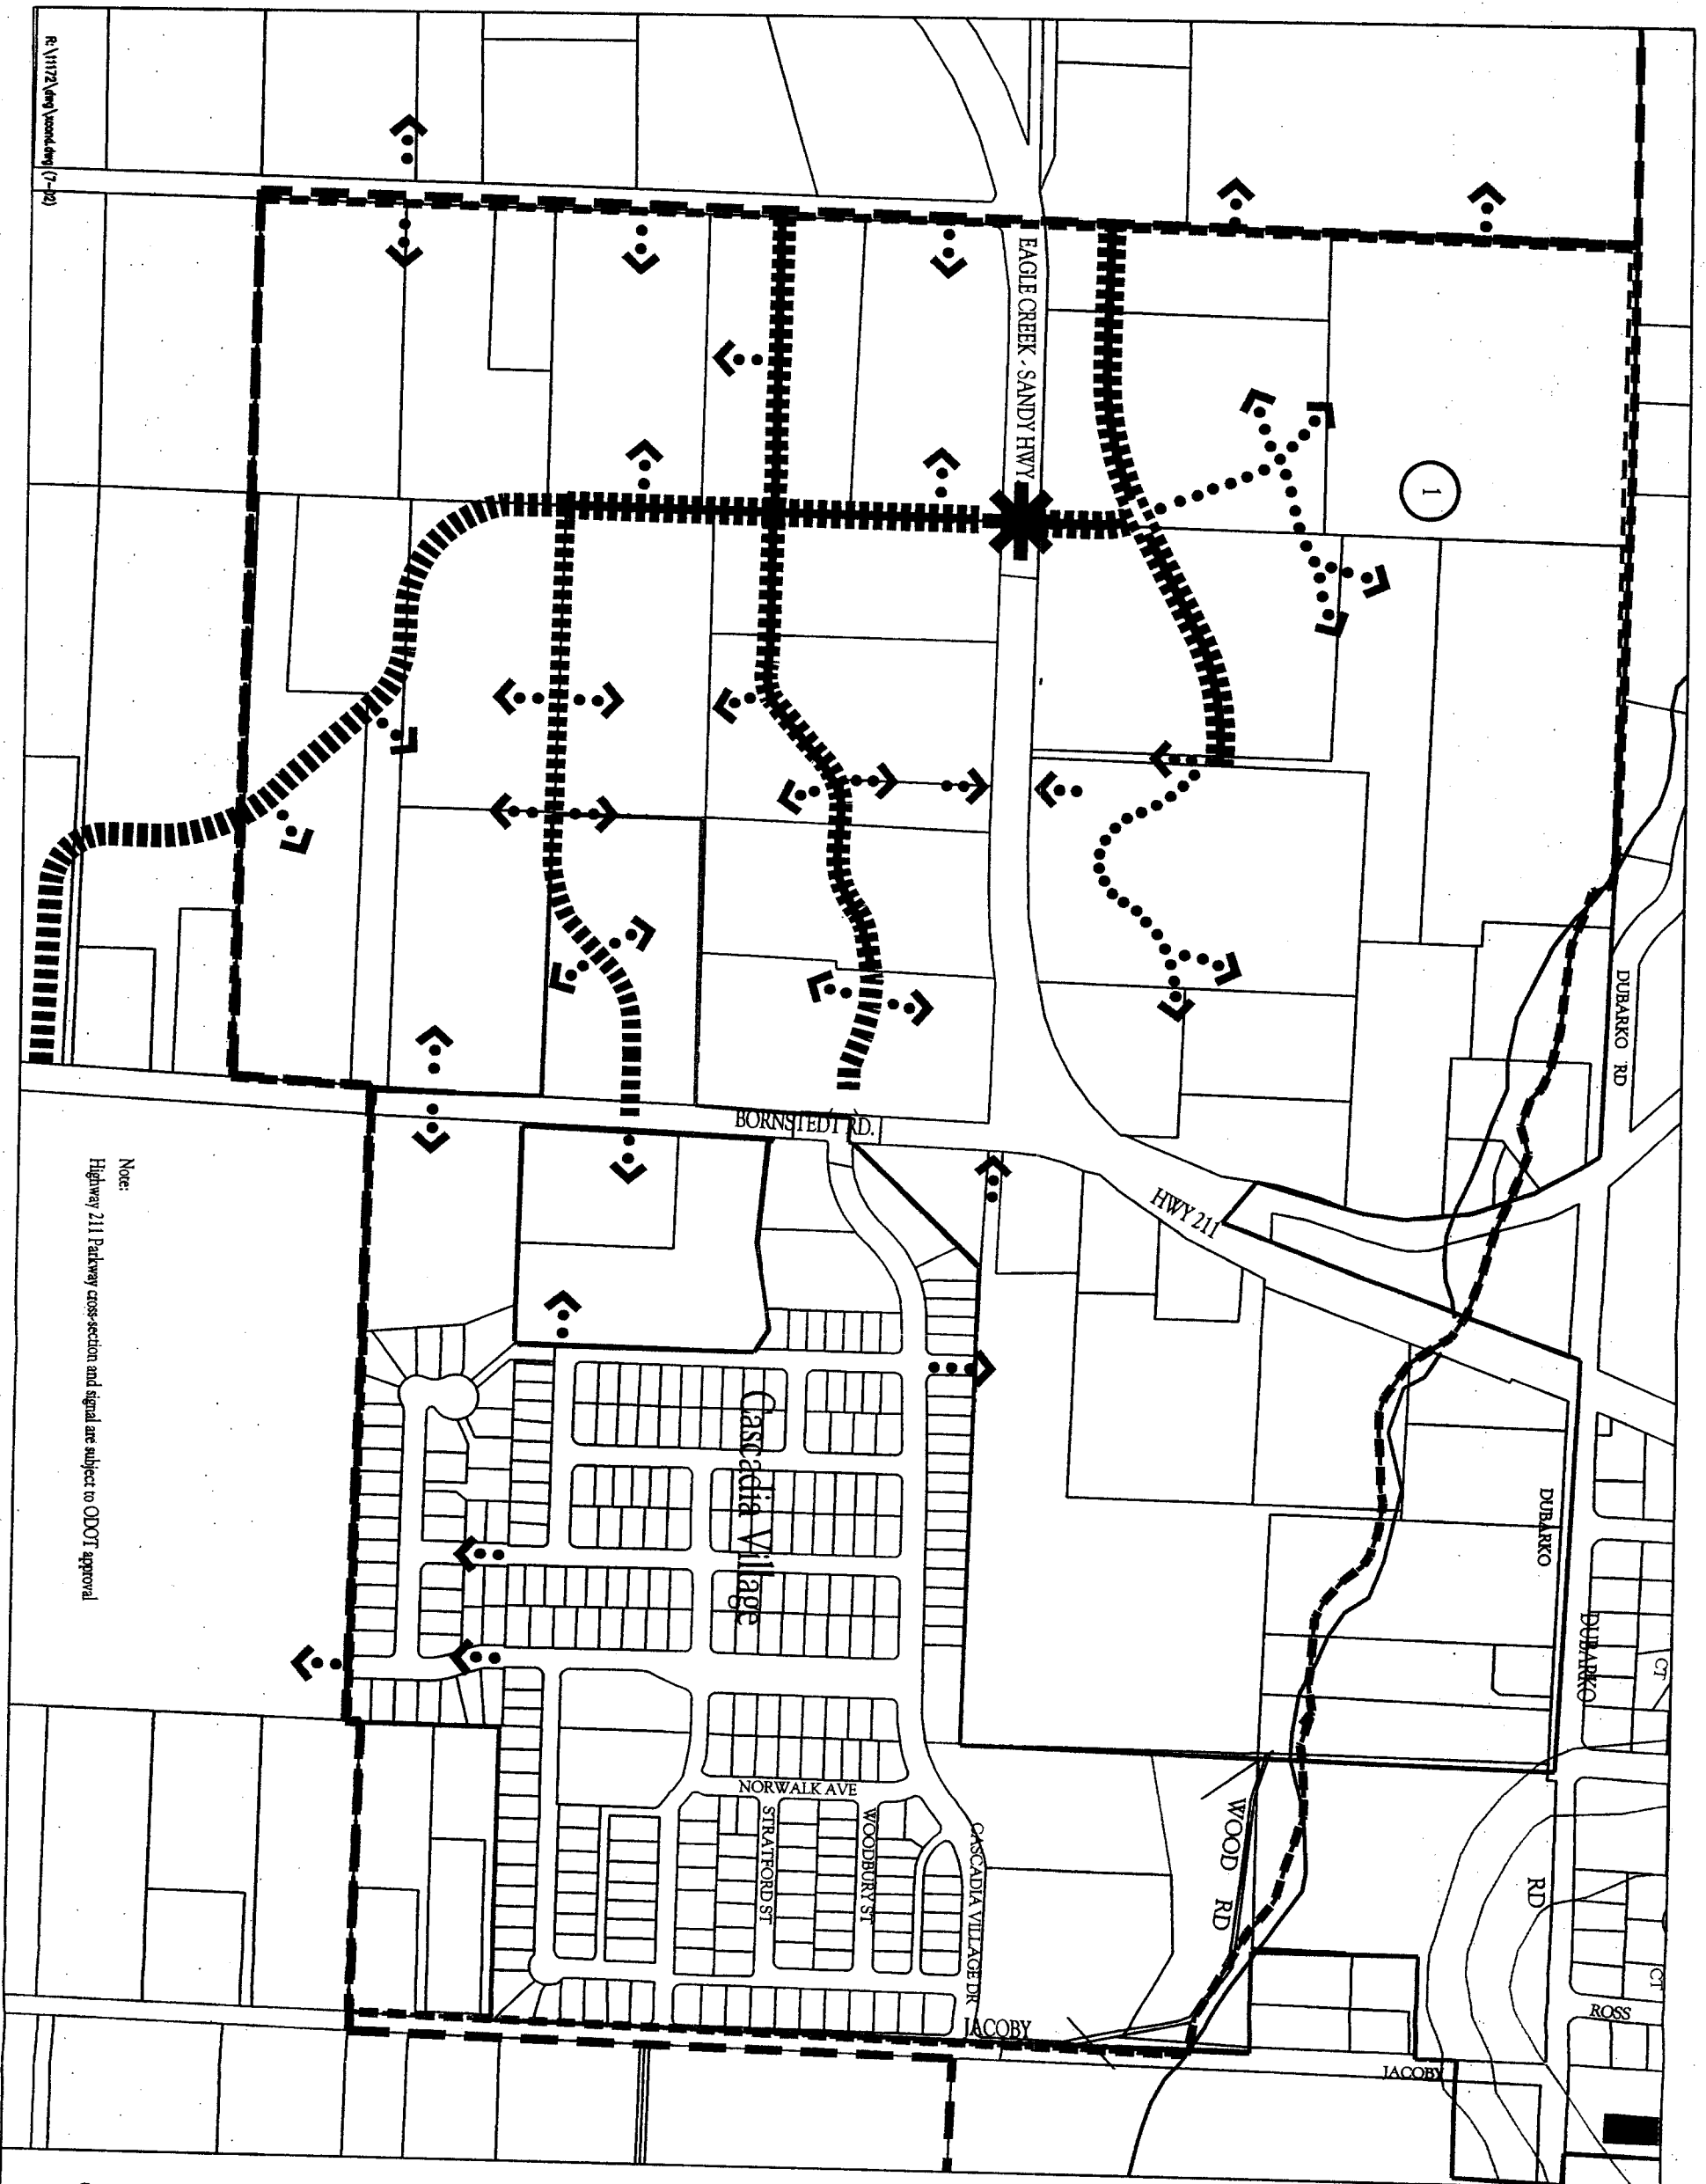 R:\11172\dwg\xcond.dwg (7-02)
EAGLE CREEK - SANDY HWY
1
DUBARKO RD
BORNSTEDT RD.
HWY 211
Note:
Highway 211 Parkway cross-section and signal are subject to ODOT approval
Cascadia Village
DUBARKO
DUBARKO
CT
NORWALK AVE
STRATFORD ST
WOODBURY ST
CASCADIA VILLAGE DR
WOOD RD
RD
CT
ROSS
JACOBY
JACOBY